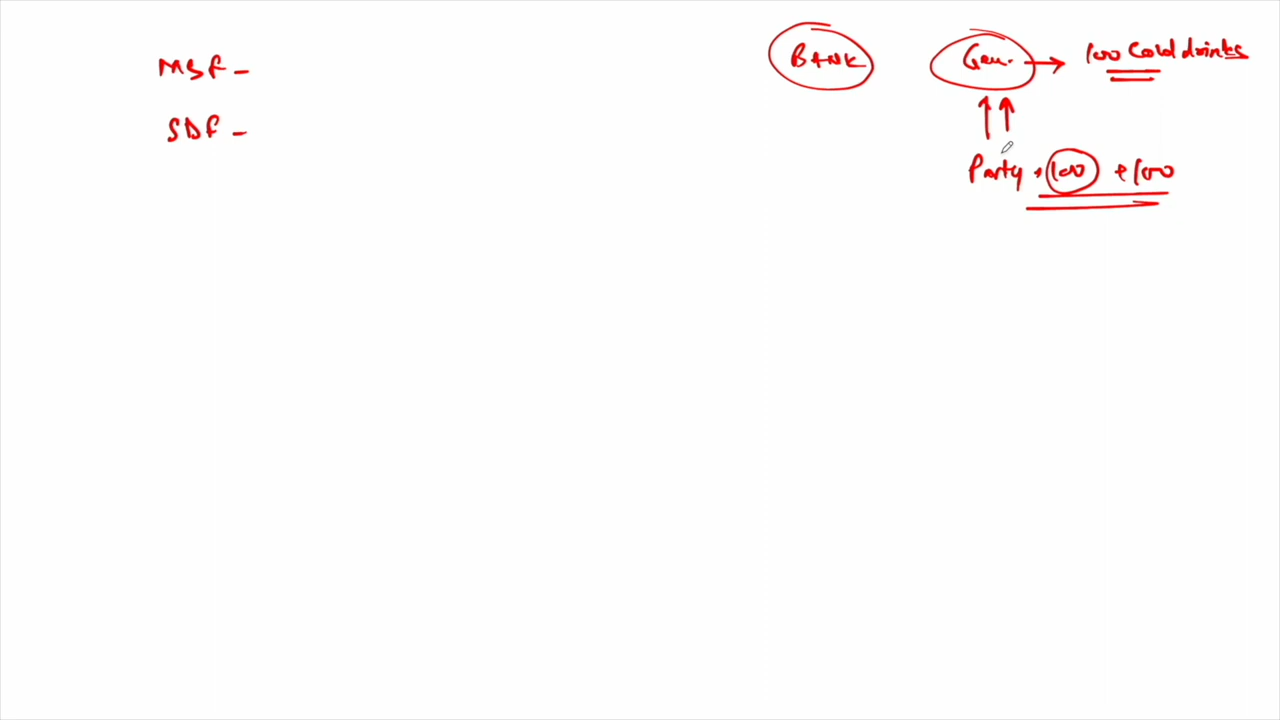 MSF -
SDF -
BANK
Gen. → 100 Cold drinks
Party, 100 + 100